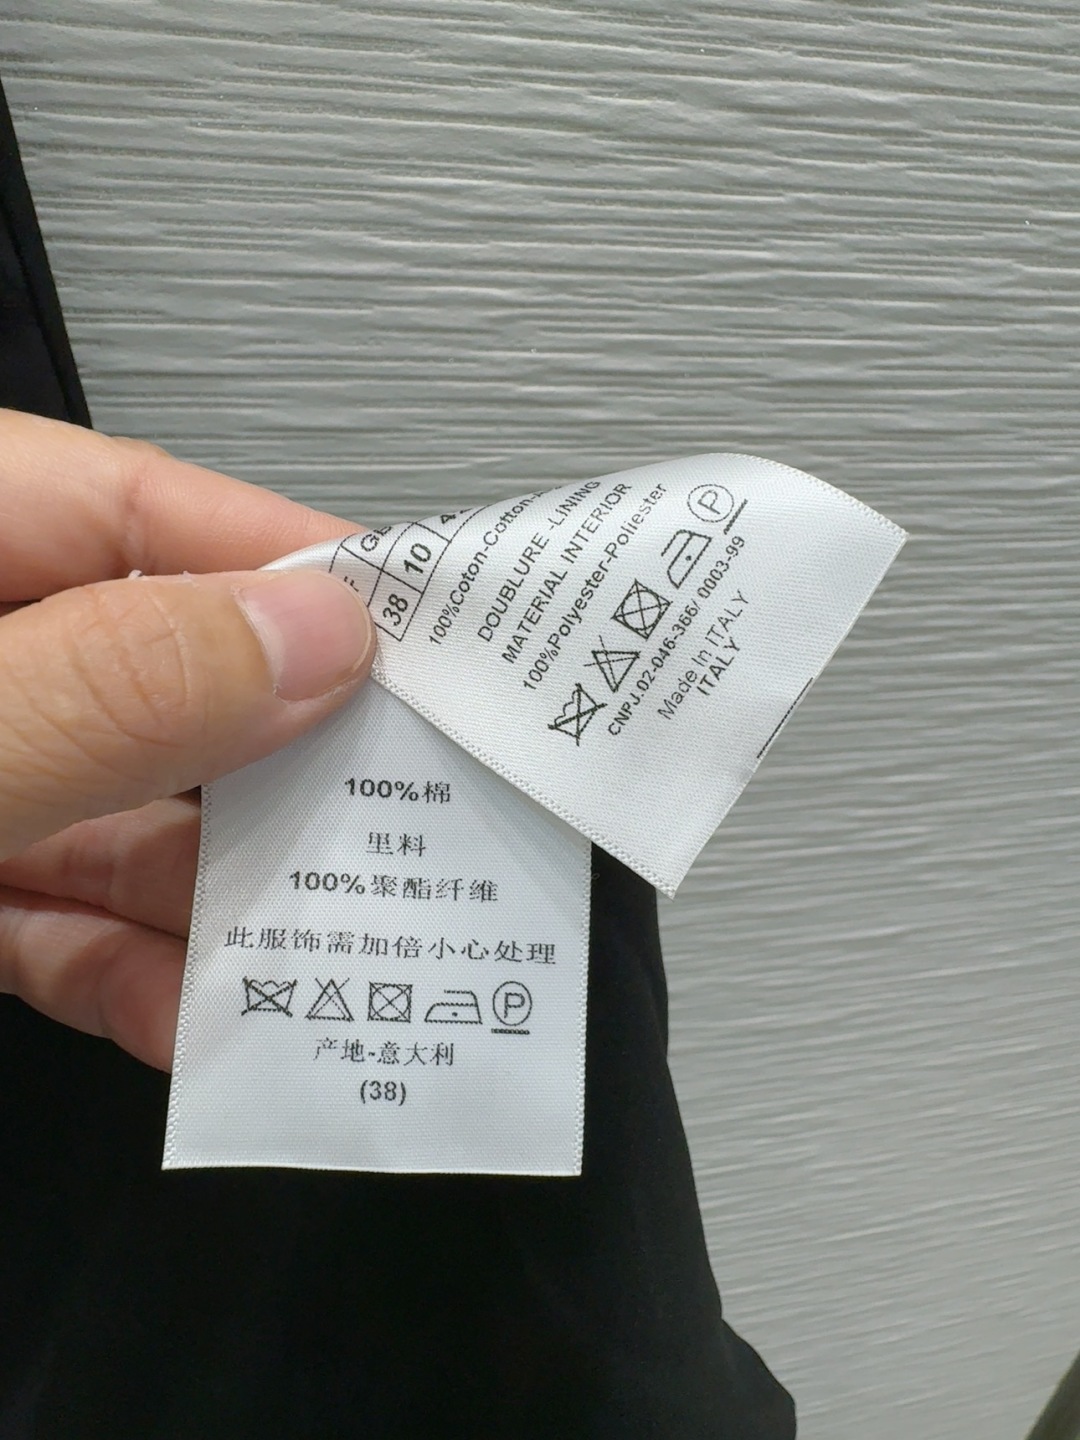 GB
38
10
100%Coton-Cotton-
DOUBLURE -LINING
MATERIAL INTERIOR
100%Polyester-Poliester
P
CNPJ.02-046-366/ 0003-99
Made In ITALY
ITALY
100%棉
里料
100%聚酯纤维
此服饰需加倍小心处理
P
产地-意大利
(38)